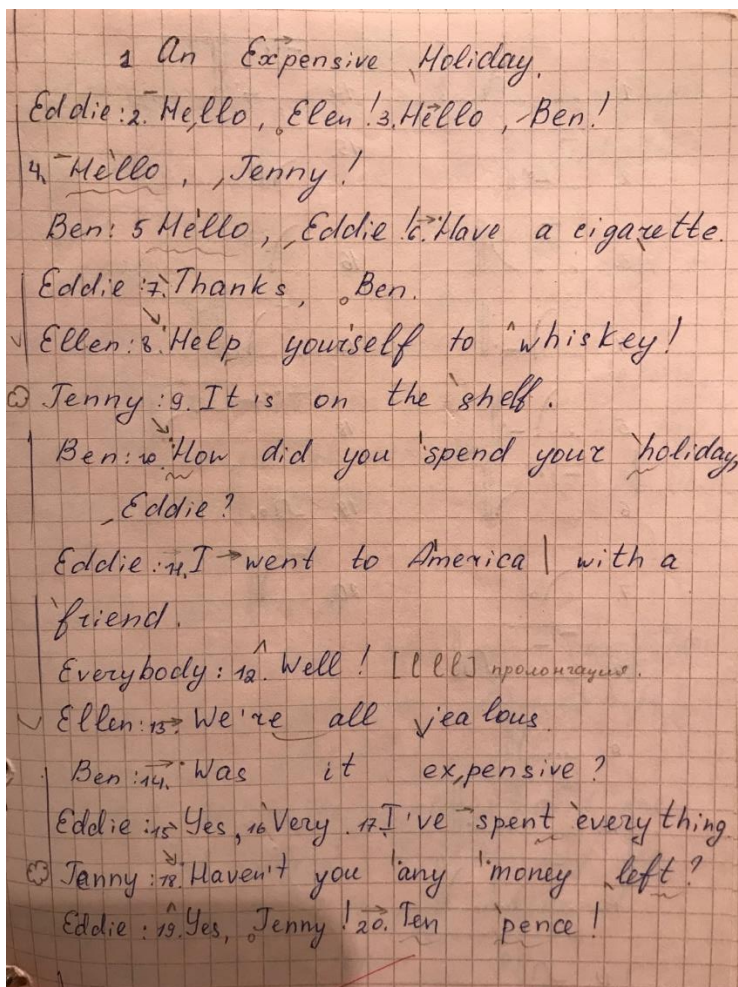 1 An Expensive Holiday.
Eddie: 2. Hello, Elen! 3. Hello, Ben!
4. Hello, Jenny!
Ben: 5 Hello, Eddie! 6. Have a cigarette.
Eddie: 7. Thanks, Ben.
Ellen: 8. Help yourself to whiskey!
Jenny: 9. It is on the shelf.
Ben: 10. How did you spend your holiday,
Eddie?
Eddie: 11. I went to America | with a
friend.
Everybody: 12. Well! [lll] пролонгация.
Ellen: 13. We're all jealous.
Ben: 14. Was it expensive?
Eddie: 15 Yes, 16 Very. 17. I've spent everything
Jenny: 18. Haven't you any money left?
Eddie: 19. Yes, Jenny! 20. Ten pence!